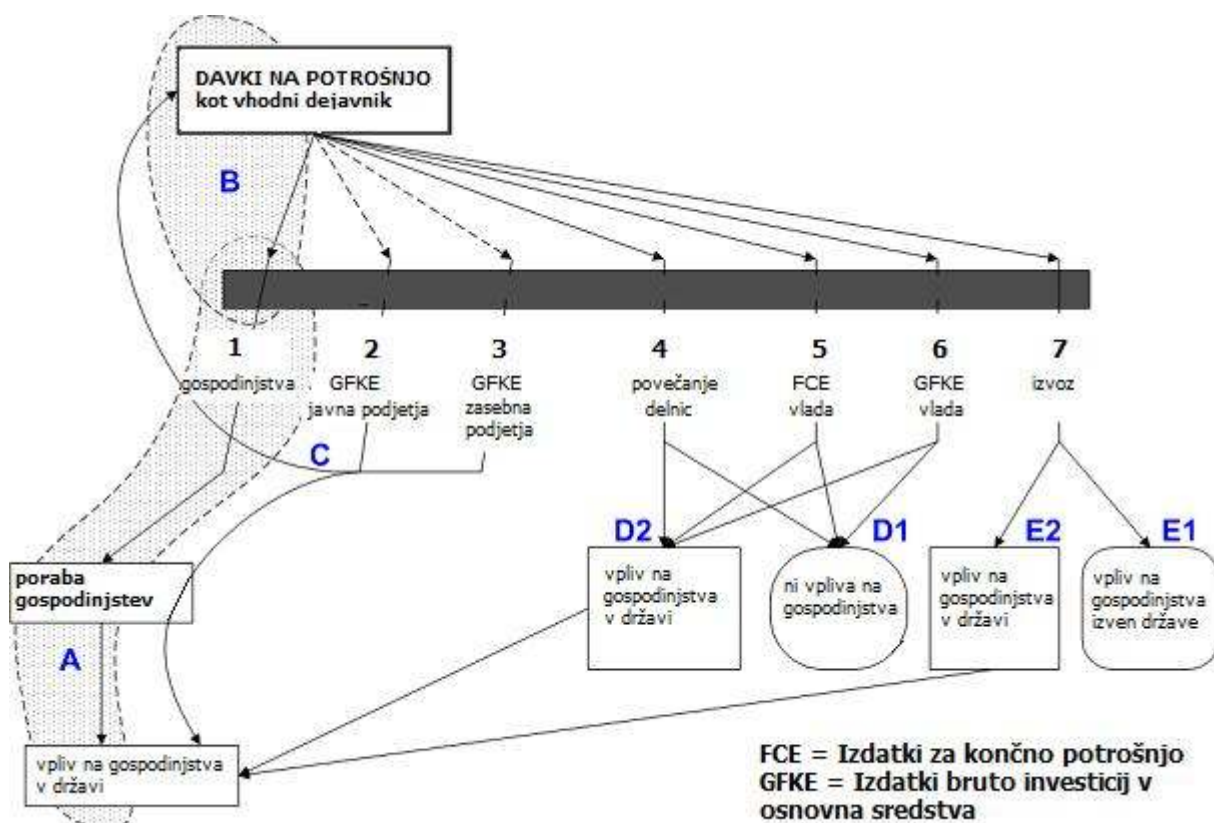 DAVKI NA POTROŠNJO
kot vhodni dejavnik
B
1
2
3
4
5
6
7
gospodinjstva
GFKE
javna podjetja
GFKE
zasebna
podjetja
povečanje
delnic
FCE
vlada
GFKE
vlada
izvoz
C
D2
D1
E2
E1
poraba
gospodinjstev
vpliv na
gospodinjstva
v državi
ni vpliva na
gospodinjstva
vpliv na
gospodinjstva
v državi
vpliv na
gospodinjstva
izven države
A
vpliv na gospodinjstva
v državi
FCE = Izdatki za končno potrošnjo
GFKE = Izdatki bruto investicij v
osnovna sredstva